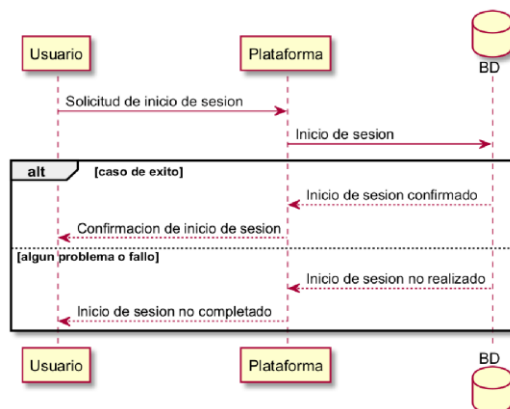 Usuario
Plataforma
BD
Solicitud de inicio de sesion
Inicio de sesion
alt
[caso de exito]
Inicio de sesion confirmado
Confirmacion de inicio de sesion
[algun problema o fallo]
Inicio de sesion no realizado
Inicio de sesion no completado
Usuario
Plataforma
BD